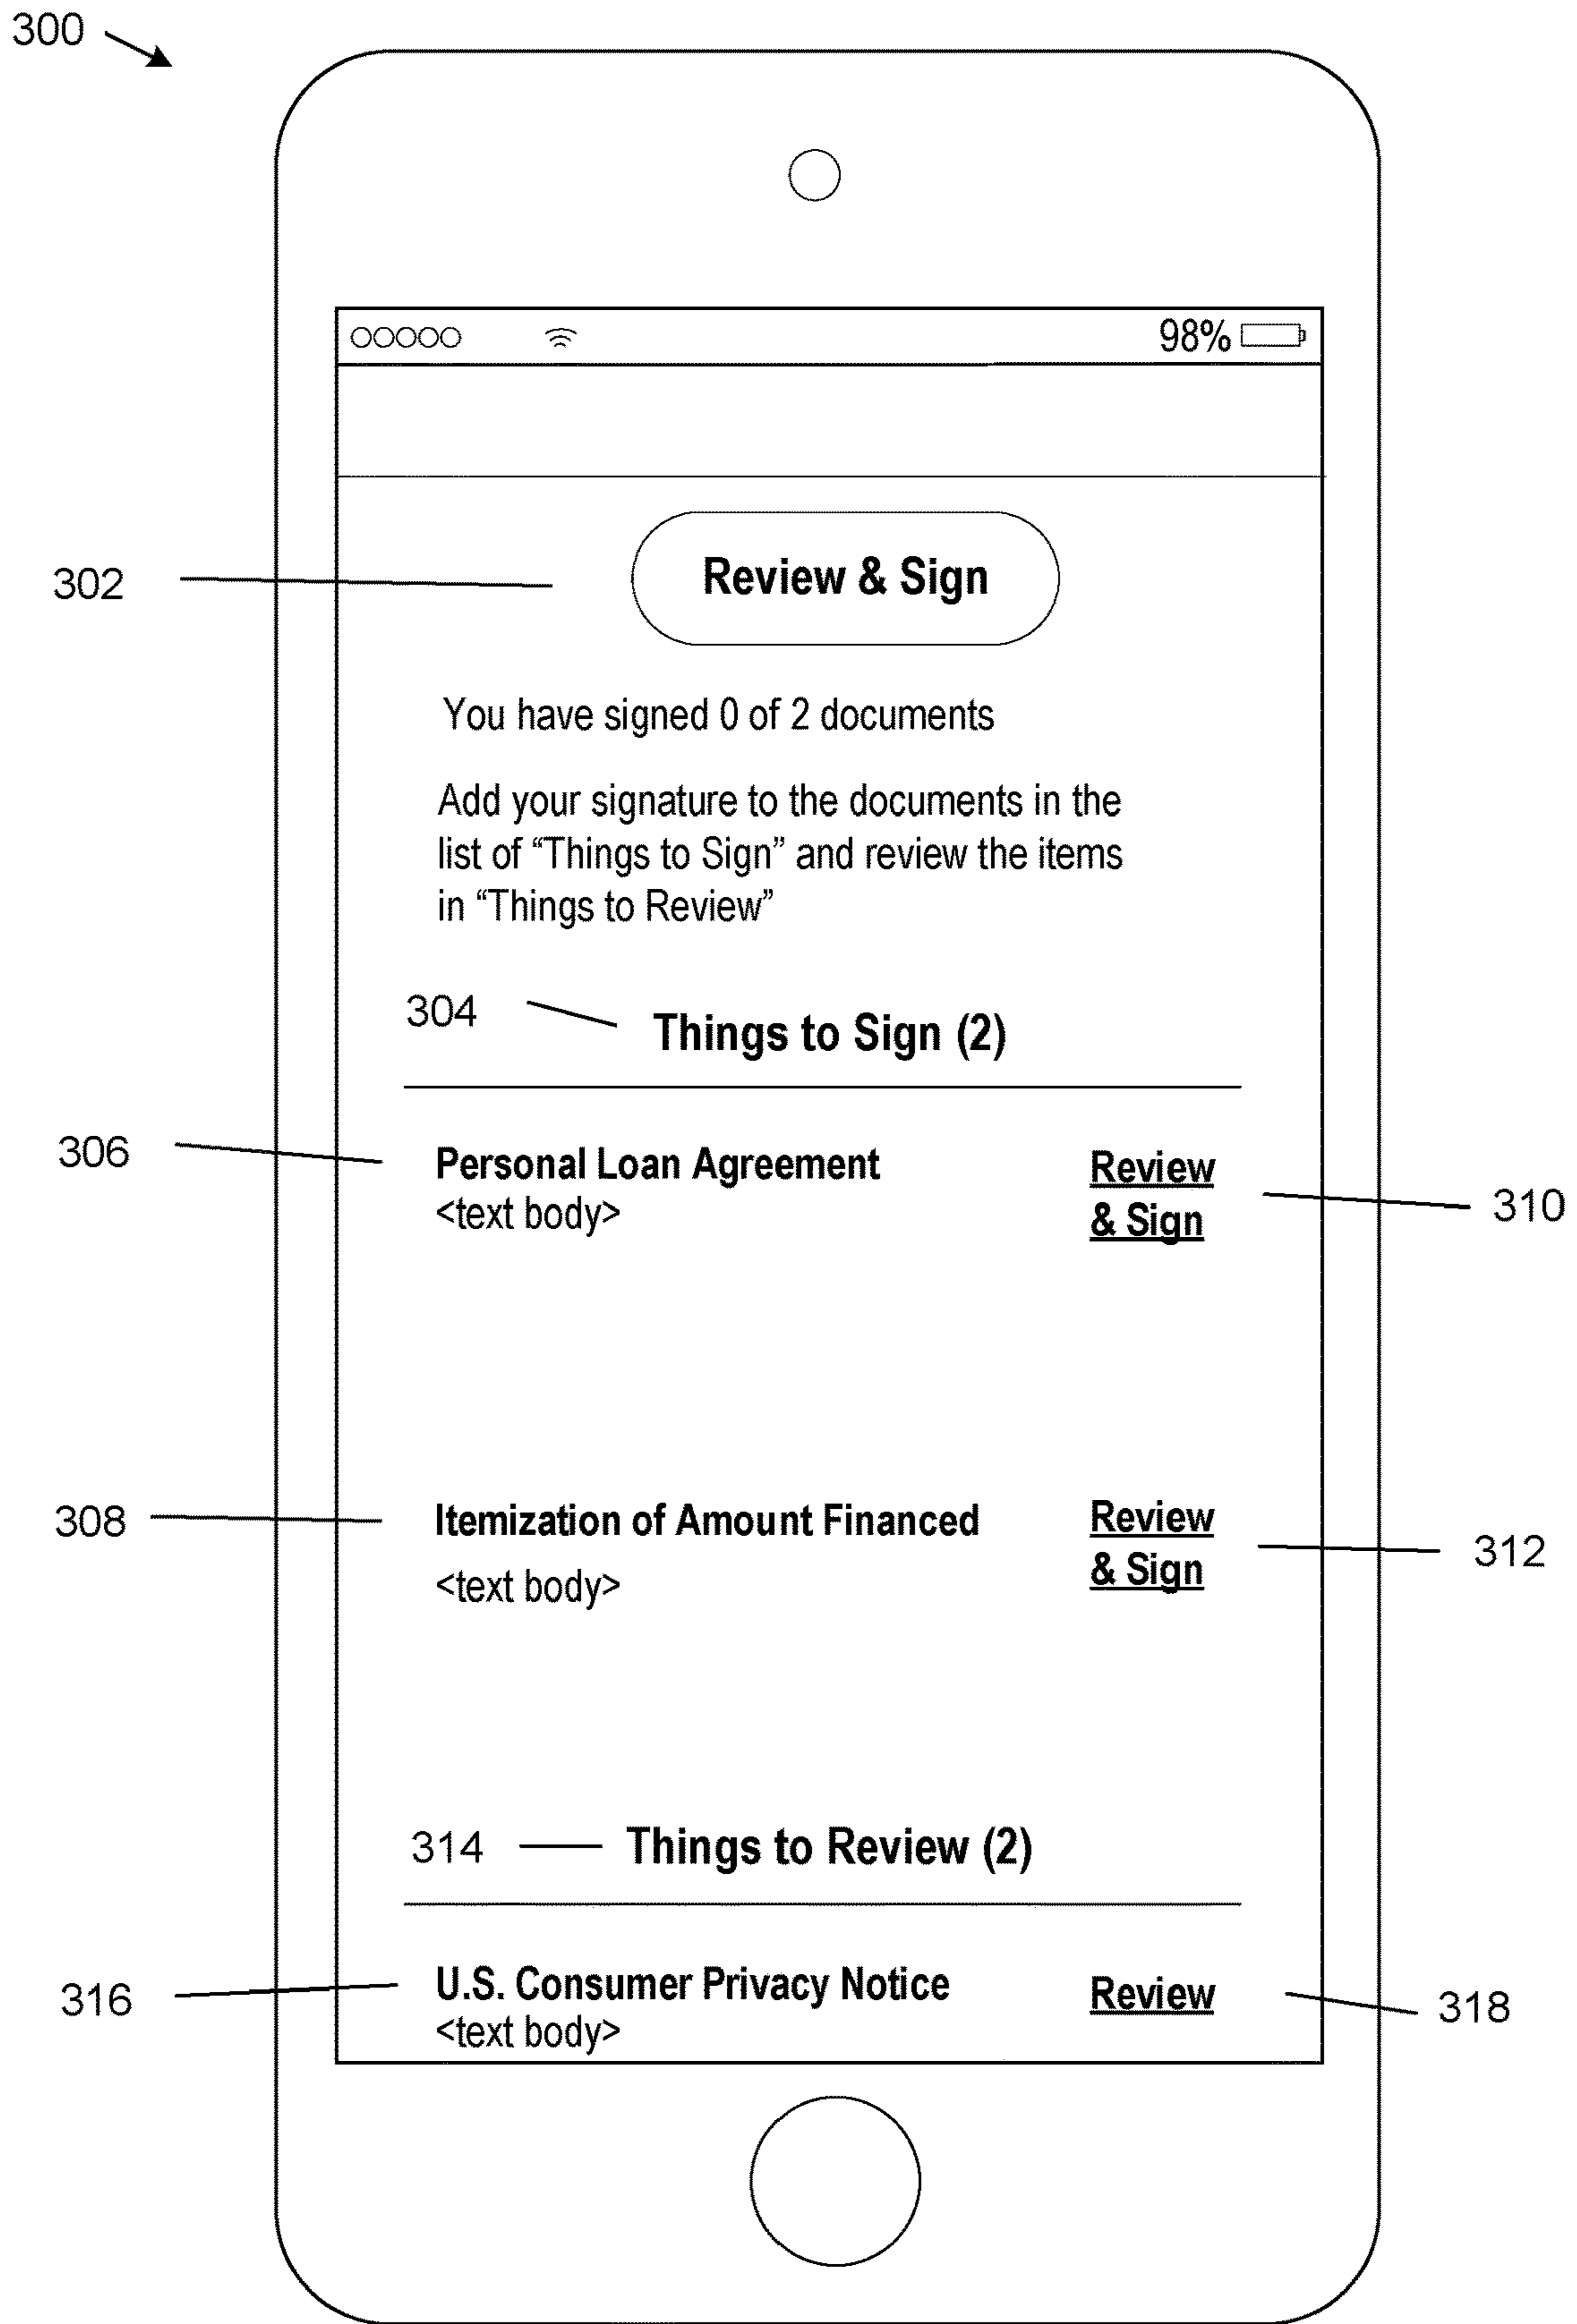 300
98%
302
Review & Sign
You have signed 0 of 2 documents
Add your signature to the documents in the
list of “Things to Sign” and review the items
in “Things to Review”
304
Things to Sign (2)
306
Personal Loan Agreement
<text body>
Review
& Sign
310
308
Itemization of Amount Financed
<text body>
Review
& Sign
312
314
Things to Review (2)
316
U.S. Consumer Privacy Notice
<text body>
Review
318